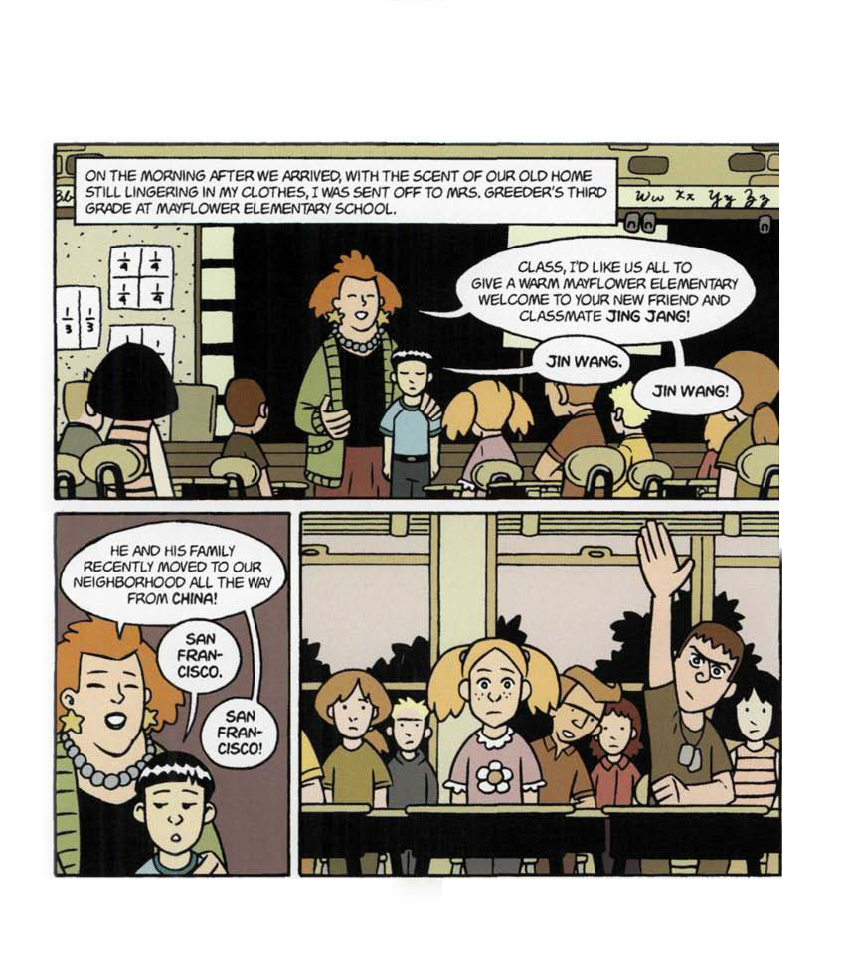 ON THE MORNING AFTER WE ARRIVED, WITH THE SCENT OF OUR OLD HOME
STILL LINGERING IN MY CLOTHES, I WAS SENT OFF TO MRS. GREEDER'S THIRD
GRADE AT MAYFLOWER ELEMENTARY SCHOOL.
Ww Xx Yy Zz
1/4 1/4
1/4 1/4
1/3 1/3
CLASS, I'D LIKE US ALL TO
GIVE A WARM MAYFLOWER ELEMENTARY
WELCOME TO YOUR NEW FRIEND AND
CLASSMATE JING JANG!
JIN WANG.
JIN WANG!
HE AND HIS FAMILY
RECENTLY MOVED TO OUR
NEIGHBORHOOD ALL THE WAY
FROM CHINA!
SAN
FRAN-
CISCO.
SAN
FRAN-
CISCO!